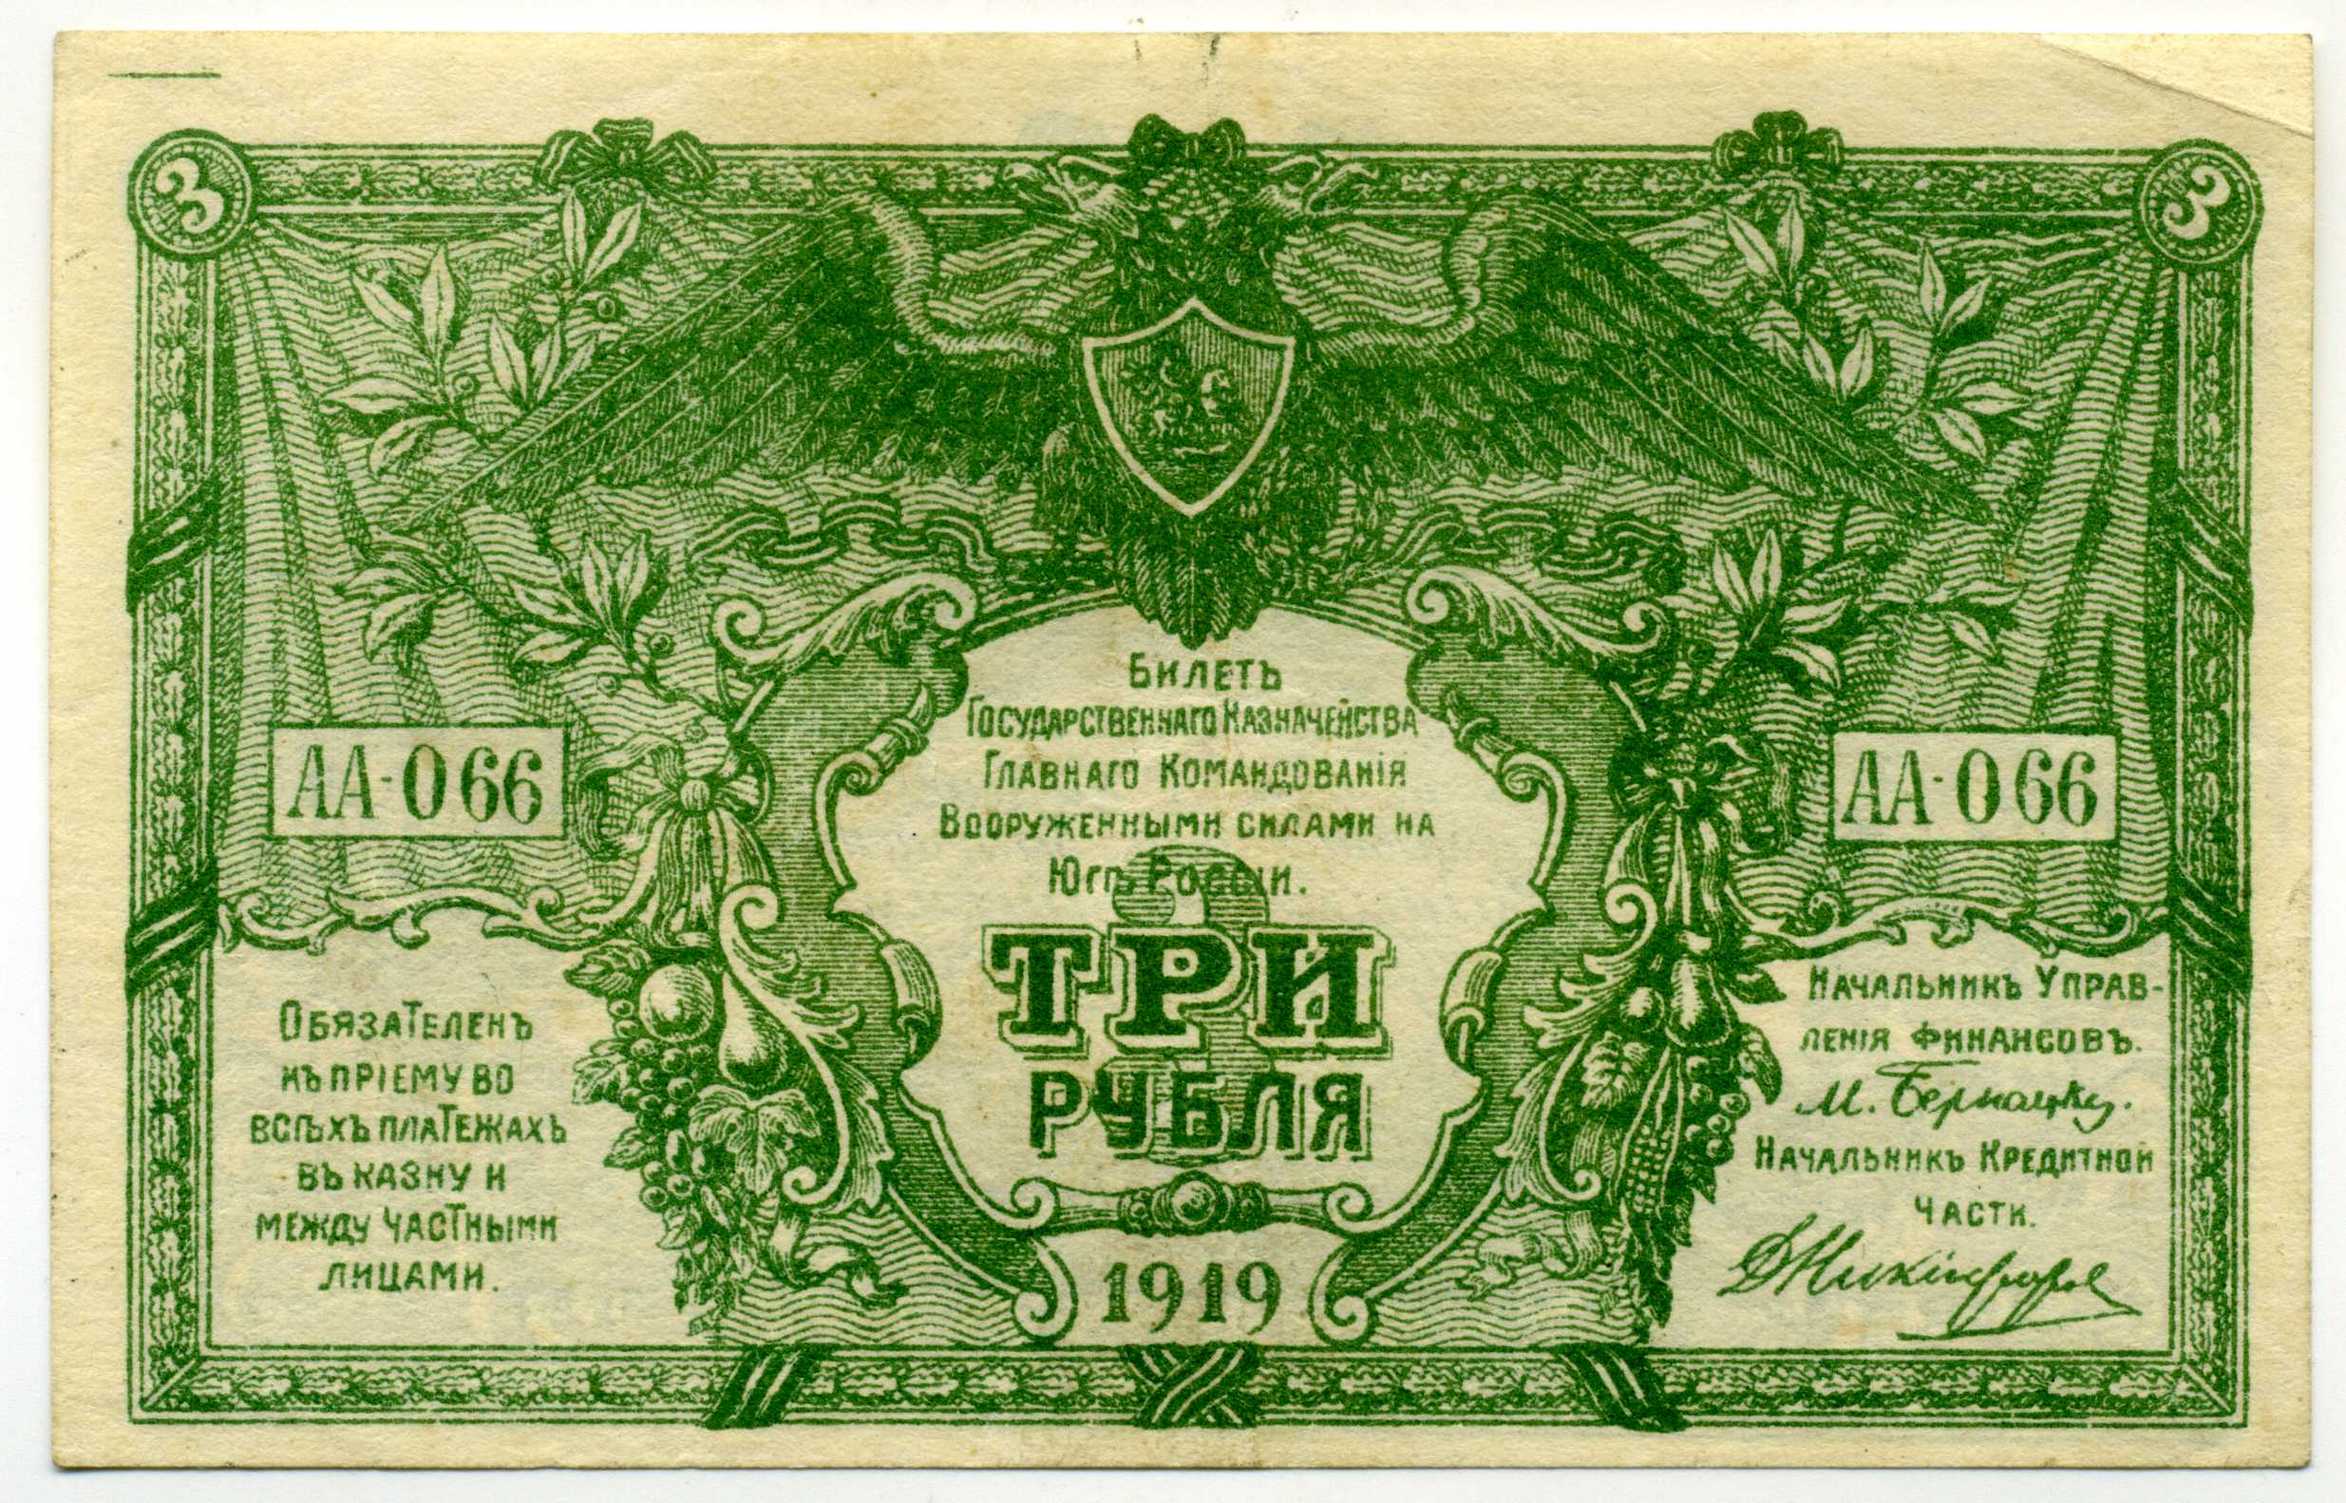 3
3
Билетъ
Государственнаго Казначейства
Главнаго Командованія
Вооруженными силами на
Югѣ Россіи.
АА-066
АА-066
3
ТРИ
РУБЛЯ
1919
Обязателенъ
къ пріему во
всѣхъ платежахъ
въ казну и
между частными
лицами.
Начальникъ Управ-
ленія финансовъ.
М. Бернацкій.
Начальникъ Кредитной
части.
Д Никифоров